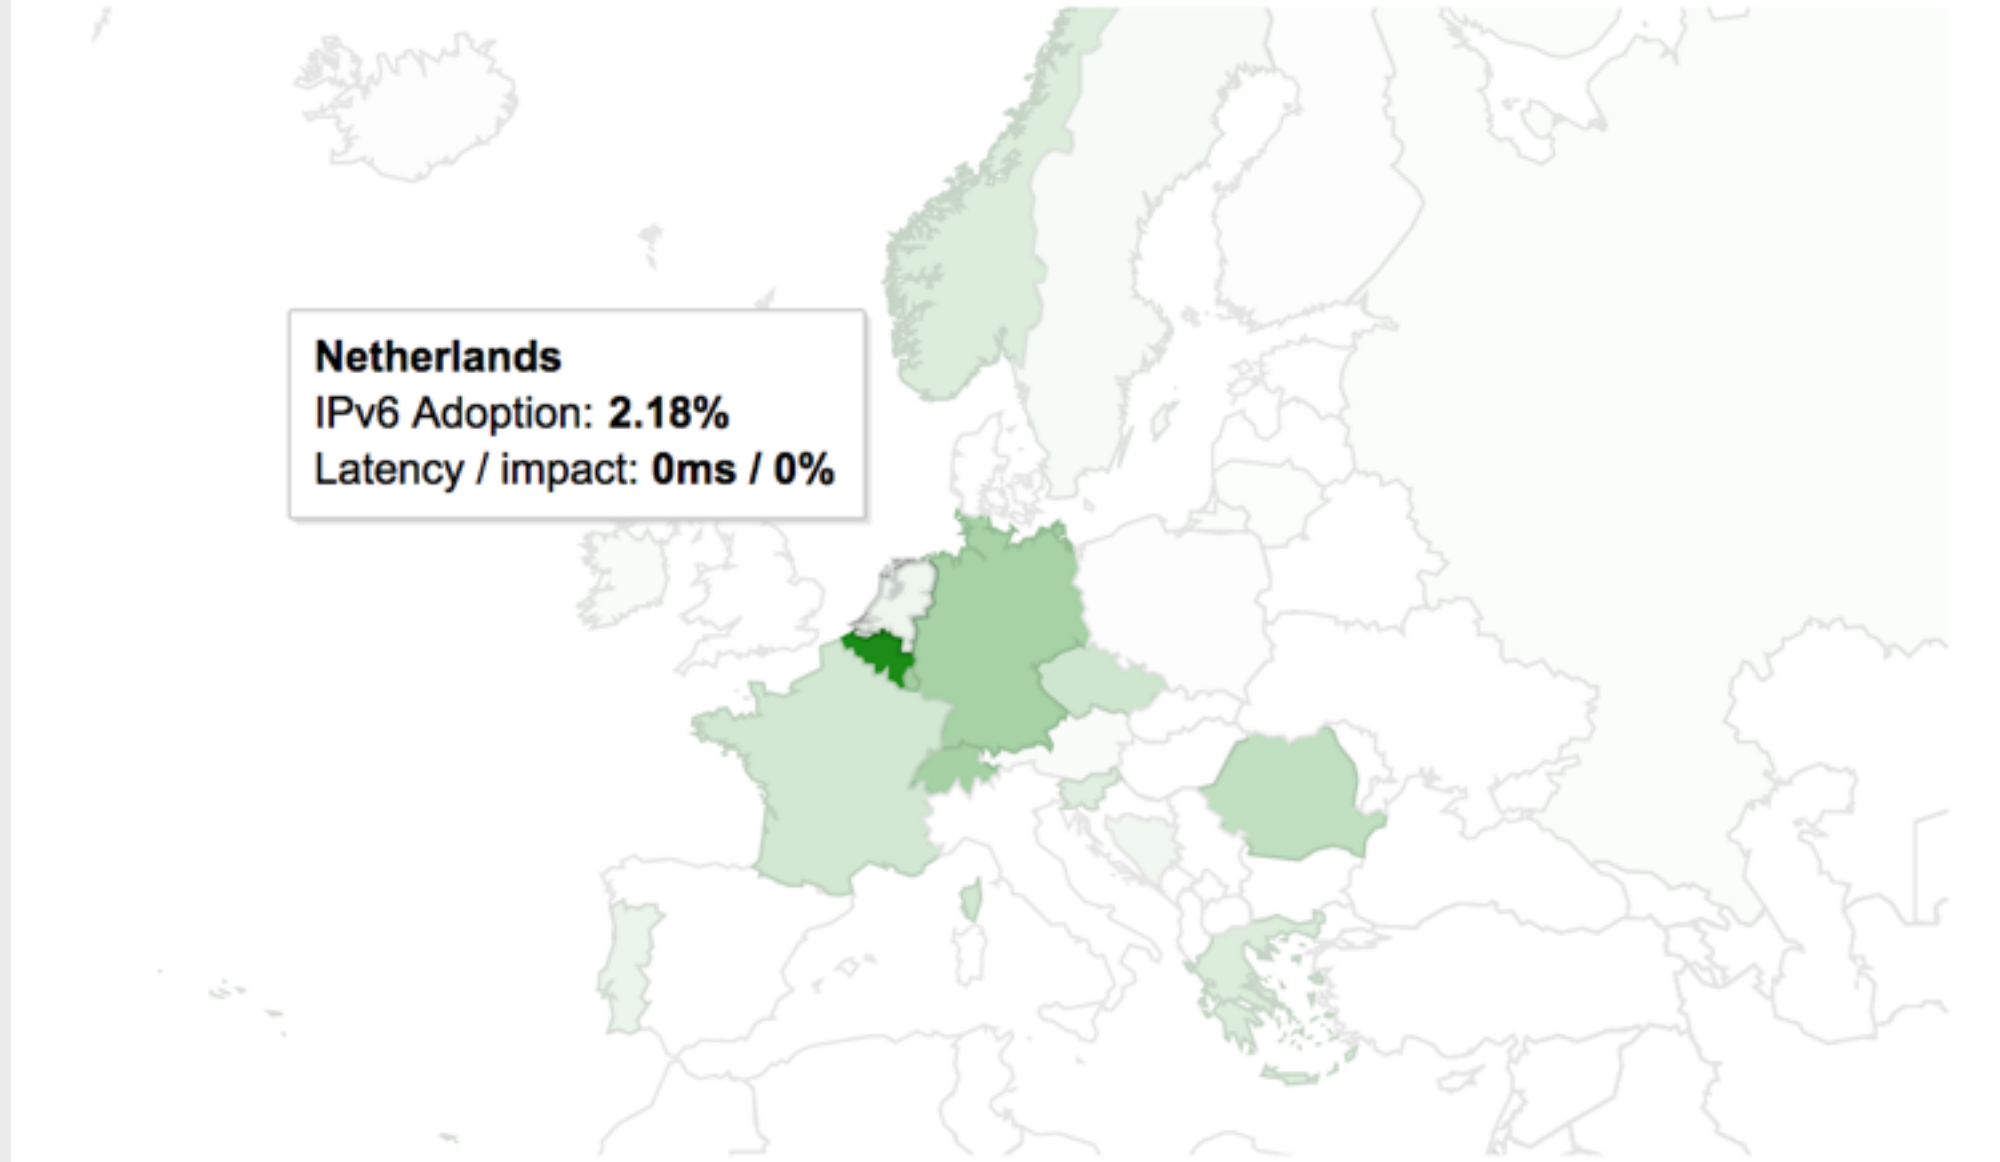 Netherlands
IPv6 Adoption: 2.18%
Latency / impact: 0ms / 0%